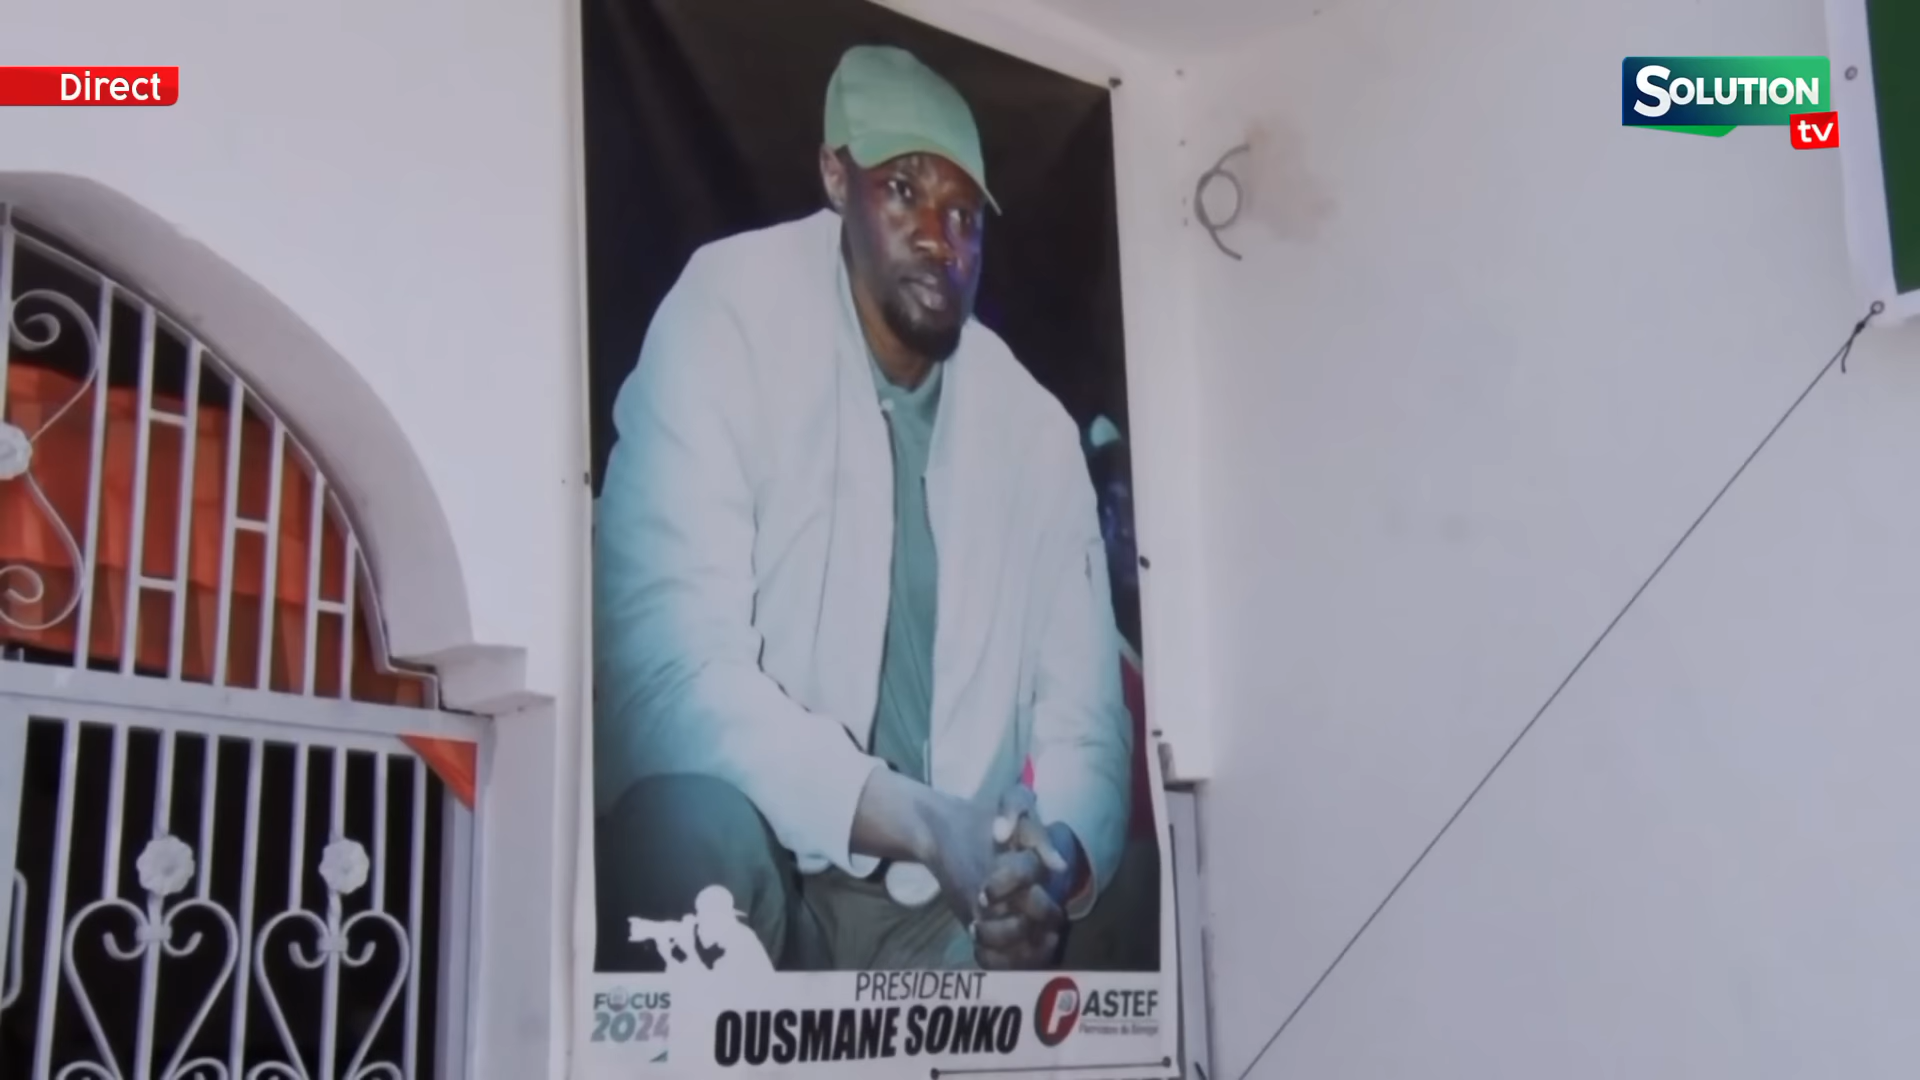 Direct
SOLUTION
tv
PRESIDENT
OUSMANE SONKO
FOCUS
2024
PASTEF